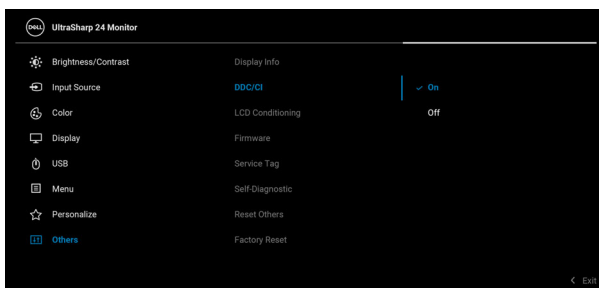 DELL UltraSharp 24 Monitor
Brightness/Contrast
Input Source
Color
Display
USB
Menu
Personalize
Others
Display Info
DDC/CI
LCD Conditioning
Firmware
Service Tag
Self-Diagnostic
Reset Others
Factory Reset
On
Off
Exit